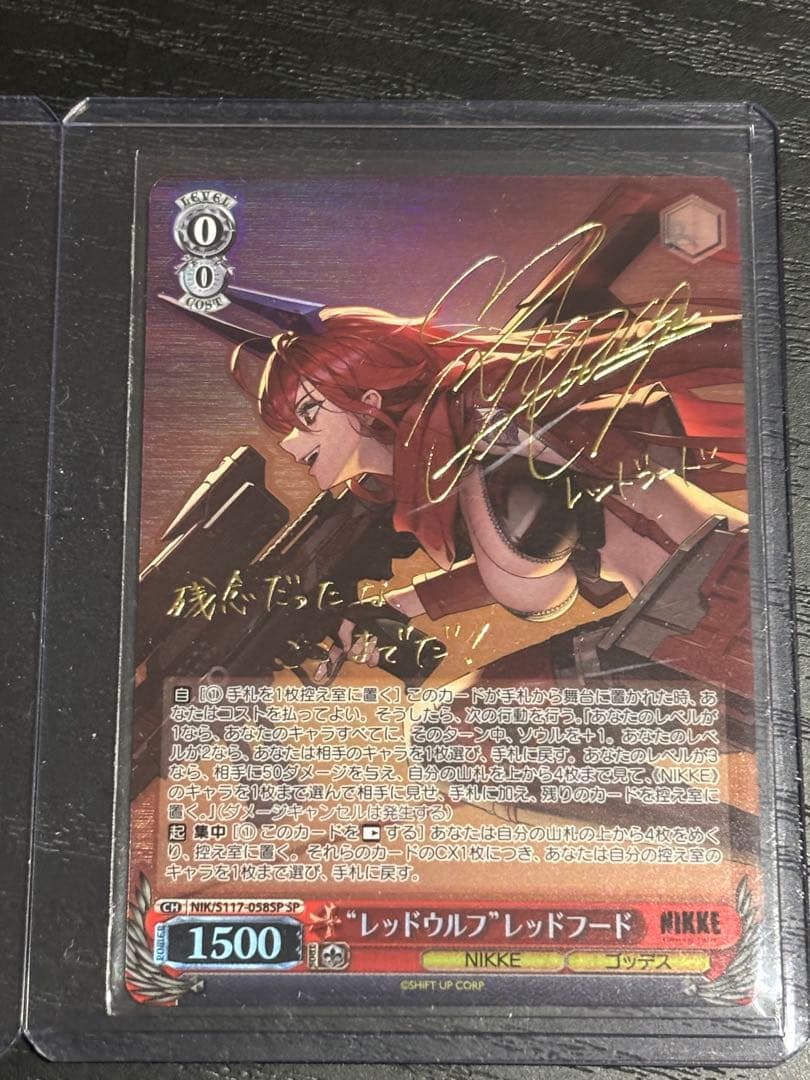 LEVEL
0
0
COST
レッドフード
残念だったな
ここまでだ！
自［① 手札を1枚控え室に置く］このカードが手札から舞台に置かれた時、あ
なたはコストを払ってよい。そうしたら、次の行動を行う。『あなたのレベルが
1なら、あなたのキャラすべてに、そのターン中、ソウルを＋1。あなたのレベ
ルが2なら、あなたは相手のキャラを1枚選び、手札に戻す。あなたのレベルが3
なら、相手に50ダメージを与え、自分の山札を上から4枚まで見て、《NIKKE》
のキャラを1枚まで選んで相手に見せ、手札に加え、残りのカードを控え室に
置く。』（ダメージキャンセルは発生する）
起 集中［① このカードをする］あなたは自分の山札の上から4枚をめく
り、控え室に置く。それらのカードのCX1枚につき、あなたは自分の控え室の
キャラを1枚まで選び、手札に戻す。
CH NIK/S117-058SP SP
“レッドウルフ”レッドフード
NIKKE
POWER
1500
SOUL
NIKKE
ゴッデス
©SHIFT UP CORP